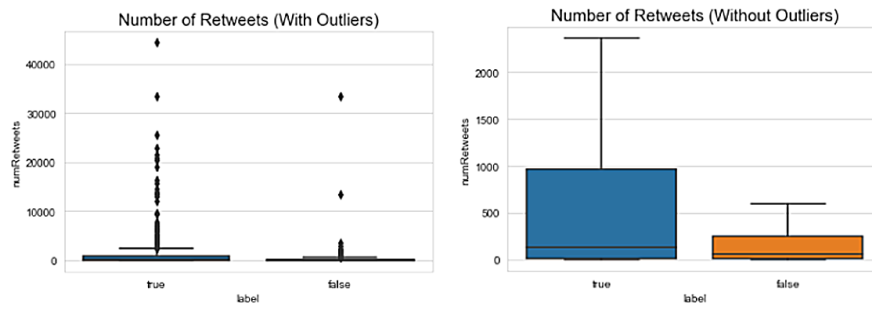 Number of Retweets (With Outliers)
40000
30000
20000
10000
0
numRetweets
true
false
label
Number of Retweets (Without Outliers)
2000
1500
1000
500
0
numRetweets
true
false
label